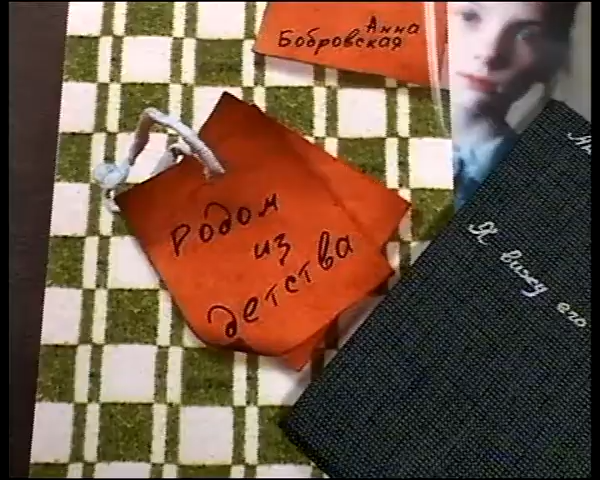 Анна
Бобровская
Родом
из
детства
Я вижу его